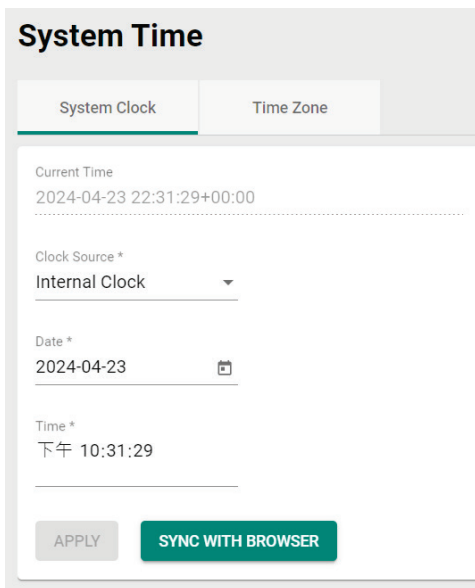 System Time
System Clock Time Zone
Current Time
2024-04-23 22:31:29+00:00
Clock Source *
Internal Clock
Date *
2024-04-23
Time *
下午 10:31:29
APPLY SYNC WITH BROWSER